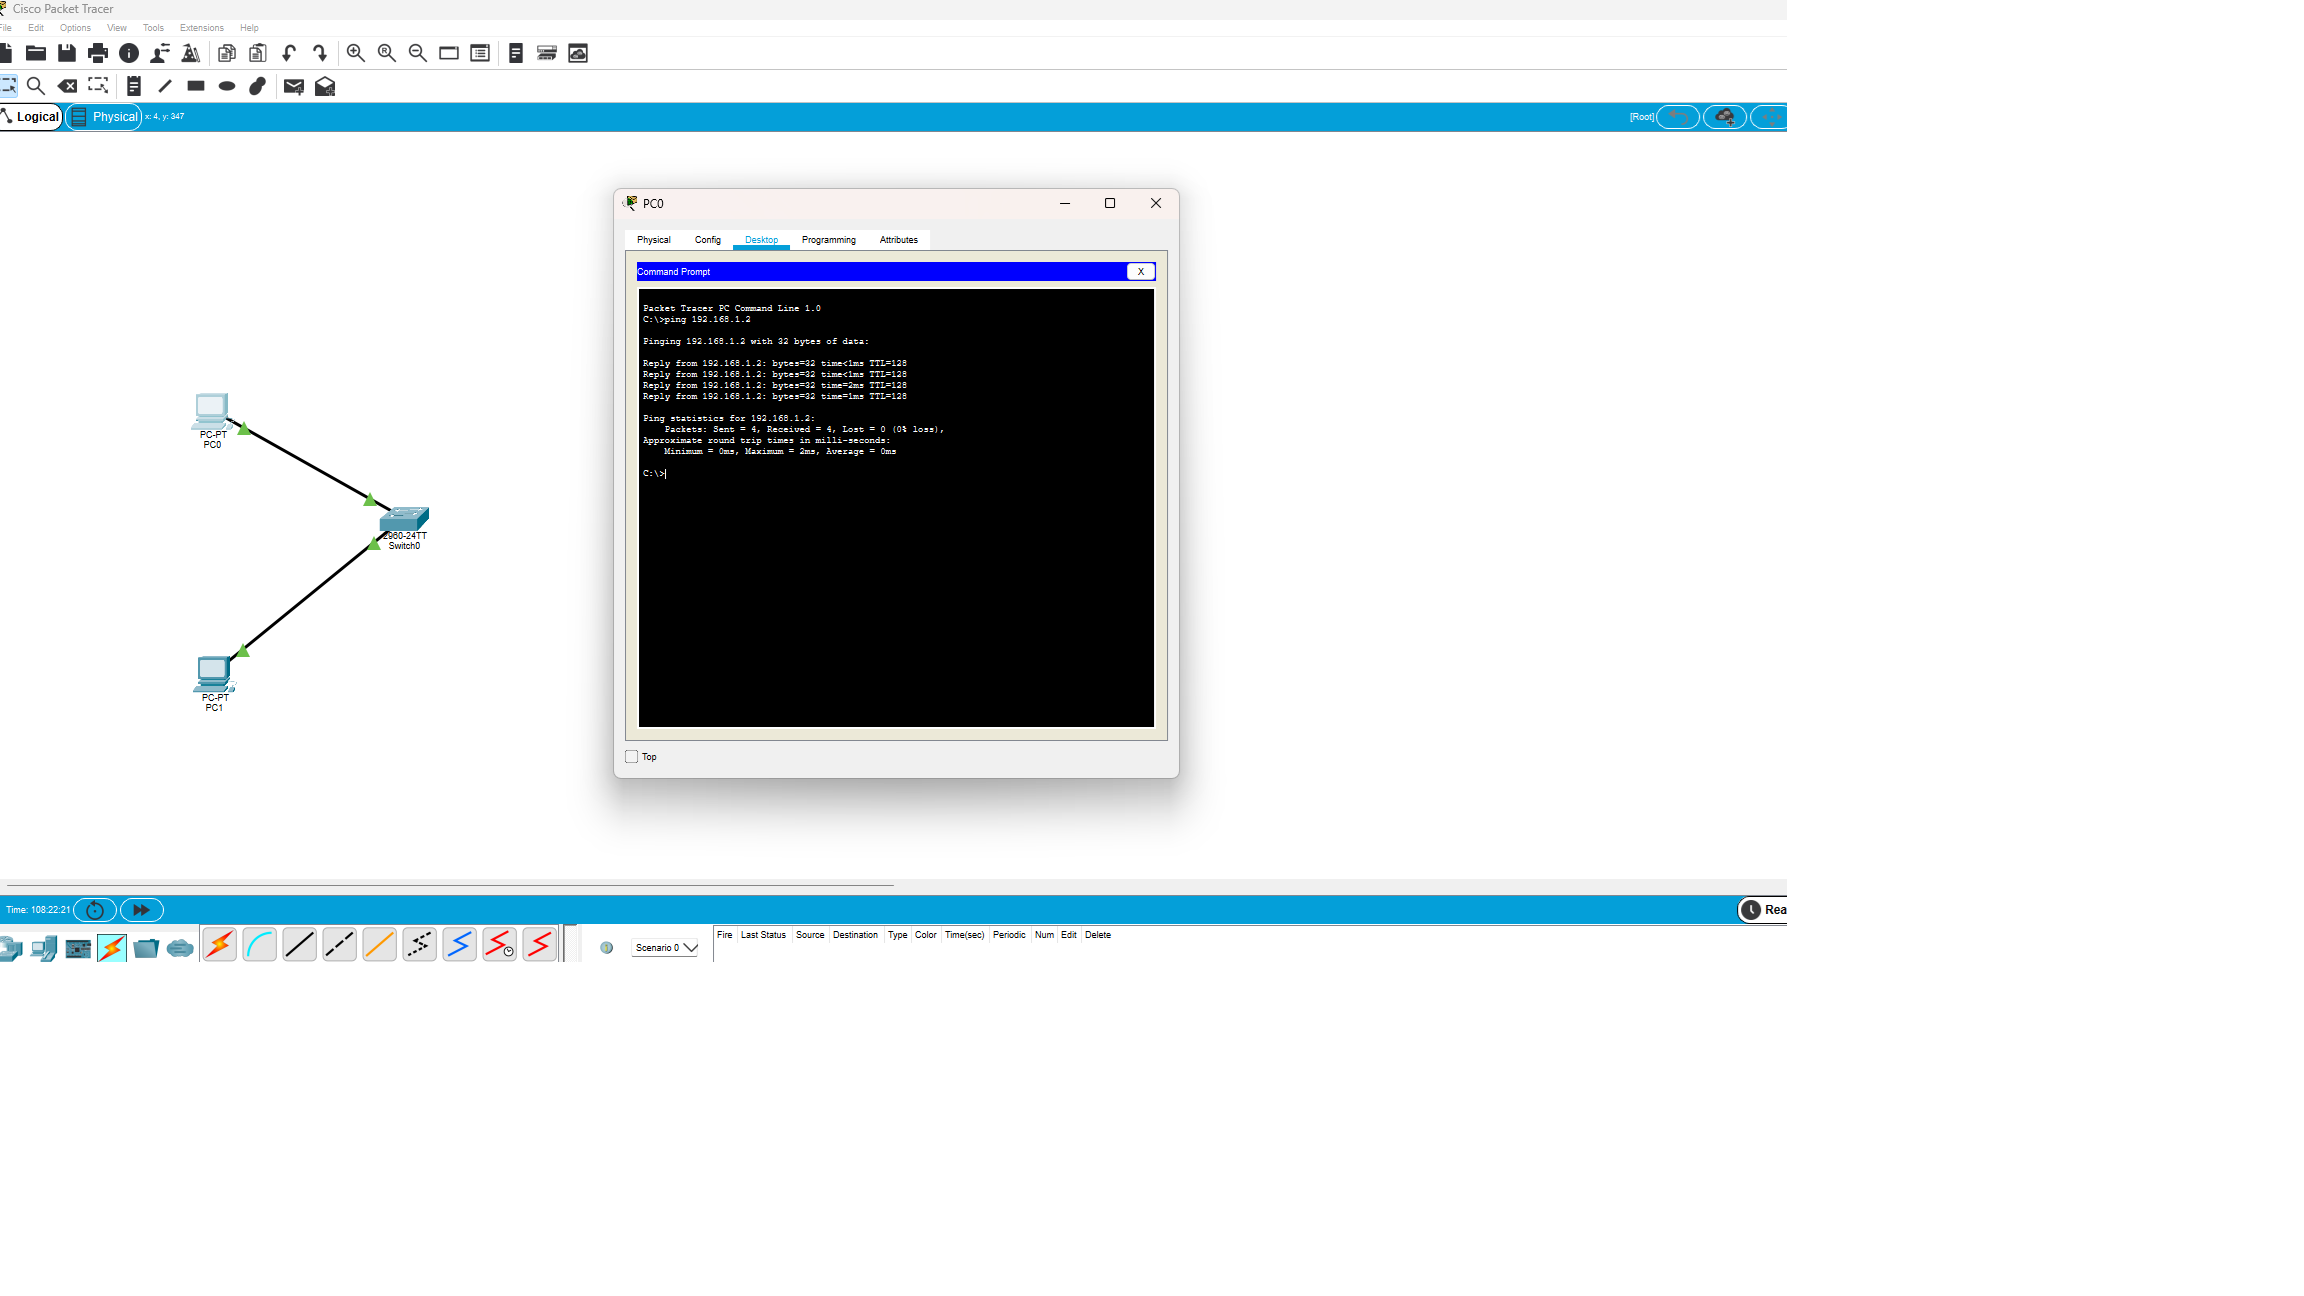 Cisco Packet Tracer
File Edit Options View Tools Extensions Help
Logical Physical x: 4, y: 347 [Root]
PC0
Physical Config Desktop Programming Attributes
Command Prompt X
Packet Tracer PC Command Line 1.0
C:\>ping 192.168.1.2
Pinging 192.168.1.2 with 32 bytes of data:
Reply from 192.168.1.2: bytes=32 time<1ms TTL=128
Reply from 192.168.1.2: bytes=32 time<1ms TTL=128
Reply from 192.168.1.2: bytes=32 time=2ms TTL=128
Reply from 192.168.1.2: bytes=32 time=1ms TTL=128
Ping statistics for 192.168.1.2:
Packets: Sent = 4, Received = 4, Lost = 0 (0% loss),
Approximate round trip times in milli-seconds:
Minimum = 0ms, Maximum = 2ms, Average = 0ms
C:\>
Top
PC-PT
PC0
2960-24TT
Switch0
PC-PT
PC1
Time: 108:22:21 Rea
Scenario 0 Fire Last Status Source Destination Type Color Time(sec) Periodic Num Edit Delete